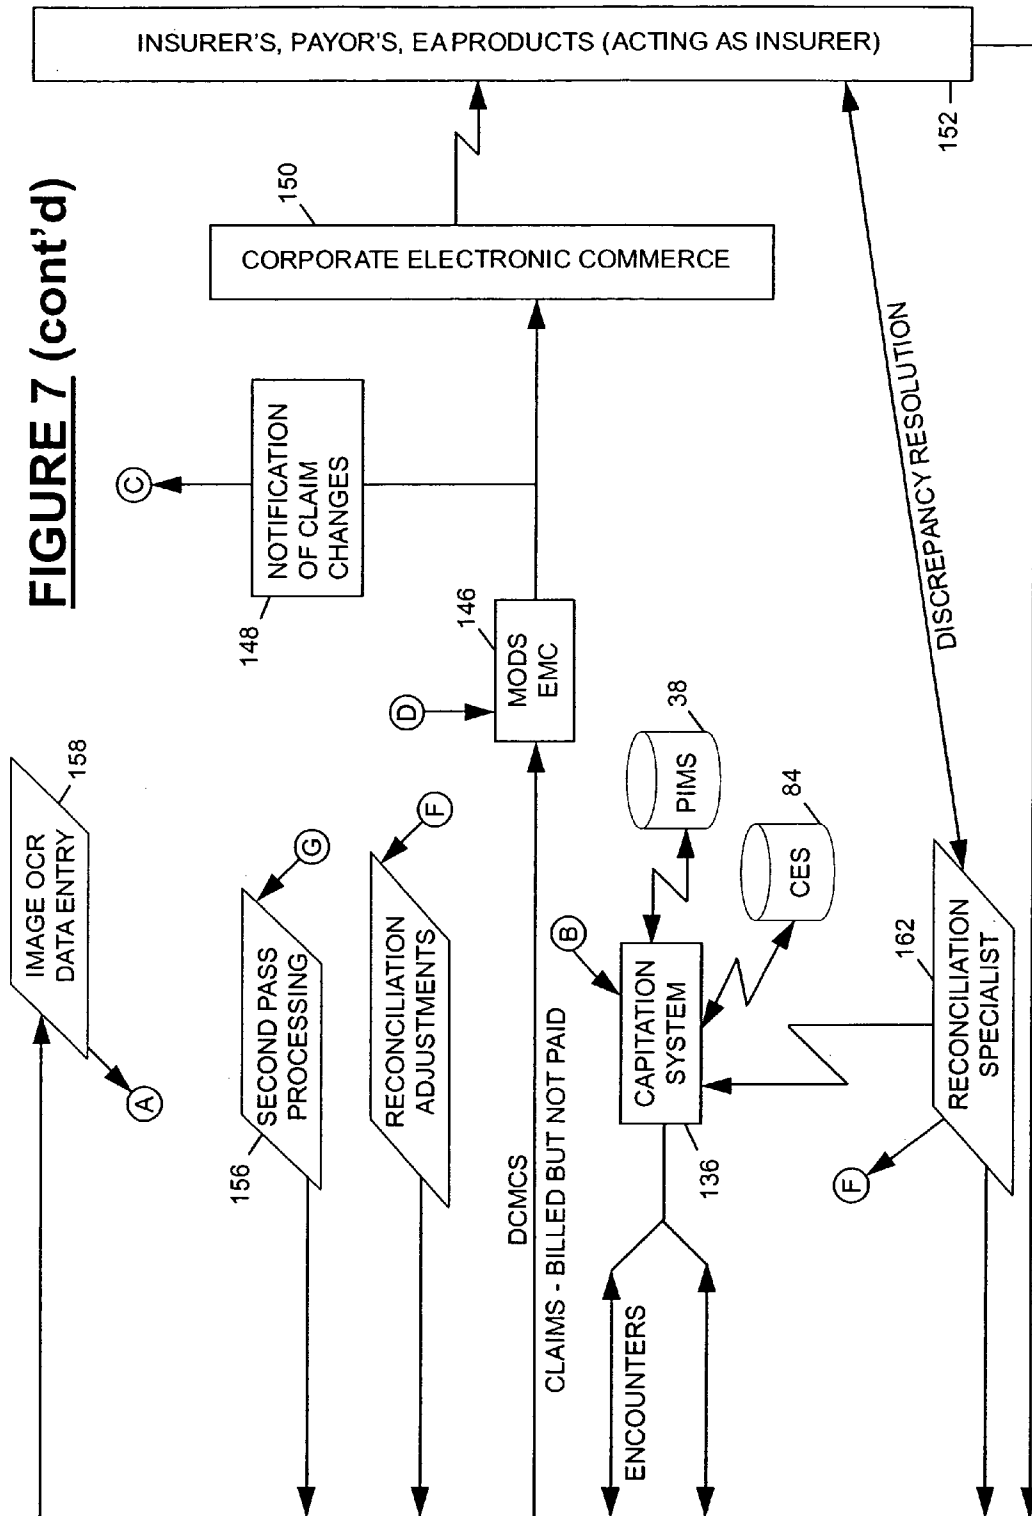 FIGURE 7 (cont'd)
IMAGE OCR
DATA ENTRY
158
A
SECOND PASS
PROCESSING
156
G
RECONCILIATION
ADJUSTMENTS
F
C
NOTIFICATION
OF CLAIM
CHANGES
148
CORPORATE ELECTRONIC COMMERCE
150
INSURER'S, PAYOR'S, EA PRODUCTS (ACTING AS INSURER)
152
D
MODS
EMC
146
DCMCS
CLAIMS - BILLED BUT NOT PAID
ENCOUNTERS
B
CAPITATION
SYSTEM
136
PIMS
38
CES
84
RECONCILIATION
SPECIALIST
162
F
DISCREPANCY RESOLUTION